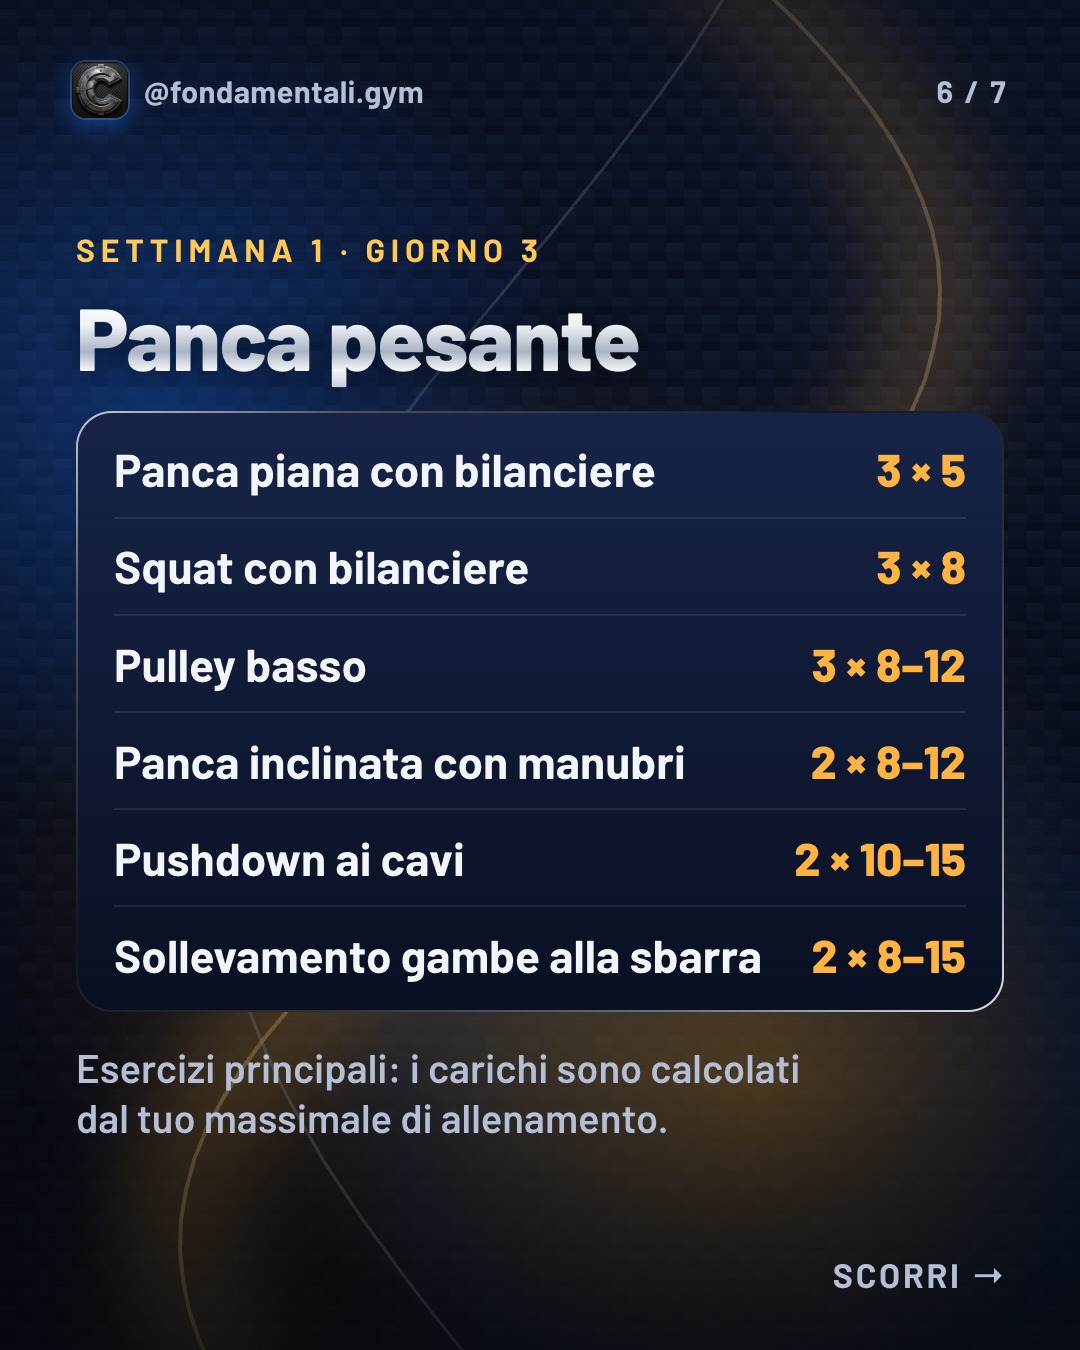 @fondamentali.gym
6 / 7
SETTIMANA 1 · GIORNO 3
Panca pesante
Panca piana con bilanciere 3 × 5
Squat con bilanciere 3 × 8
Pulley basso 3 × 8–12
Panca inclinata con manubri 2 × 8–12
Pushdown ai cavi 2 × 10–15
Sollevamento gambe alla sbarra 2 × 8–15
Esercizi principali: i carichi sono calcolati
dal tuo massimale di allenamento.
SCORRI →